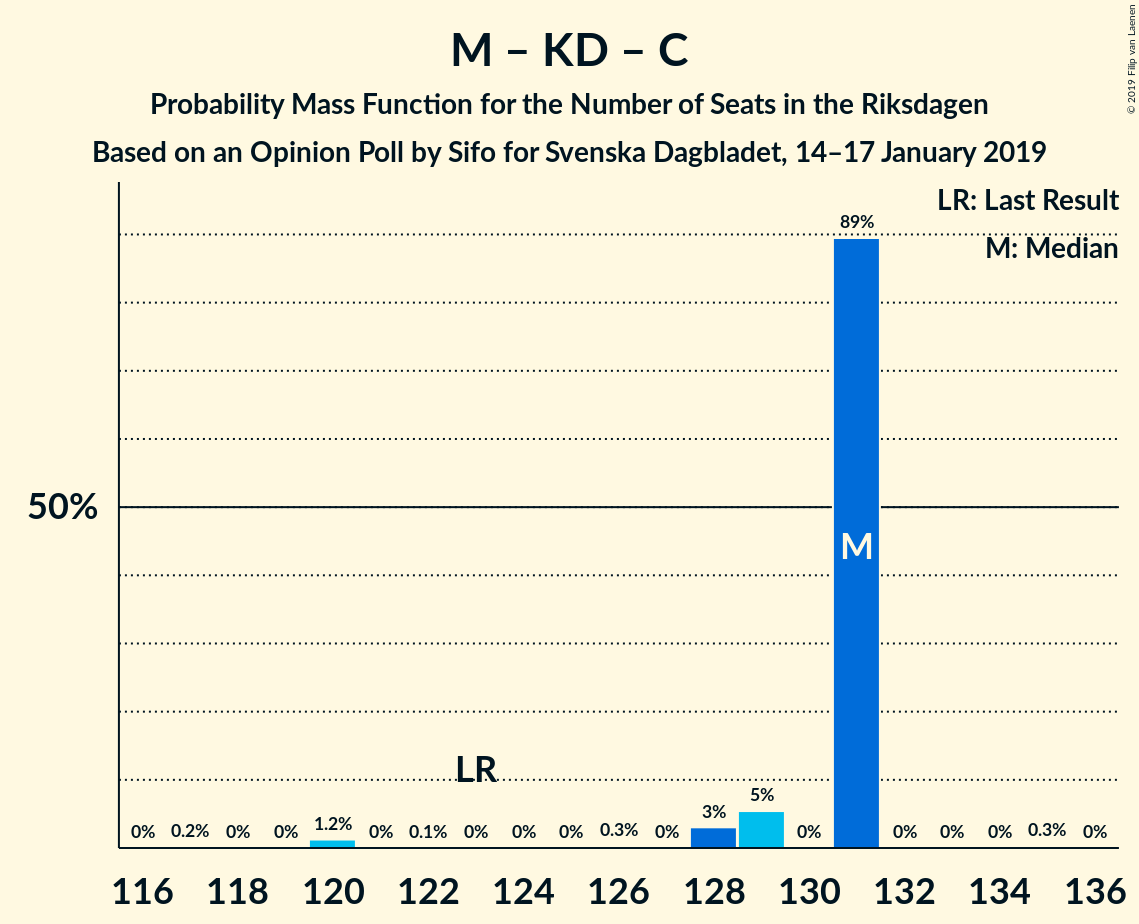 M – KD – C
Probability Mass Function for the Number of Seats in the Riksdagen
Based on an Opinion Poll by Sifo for Svenska Dagbladet, 14–17 January 2019
© 2019 Filip van Laenen
LR: Last Result
M: Median
50%
0% 0.2% 0% 0% 1.2% 0% 0.1% 0% 0% 0% 0.3% 0% 3% 5% 0% 89% 0% 0% 0% 0.3% 0%
LR
M
116 118 120 122 124 126 128 130 132 134 136